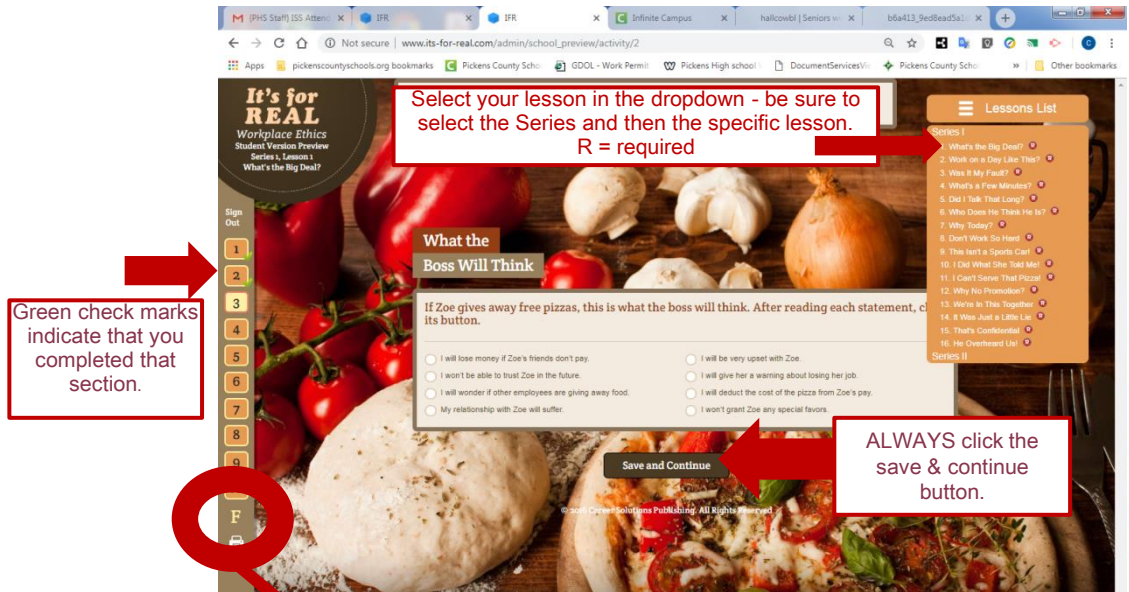 (PHS Staff) ISS Attend
IFR
IFR
Infinite Campus
hallcowbl | Seniors w
b6a413_9ed8ead5a1
Not secure | www.its-for-real.com/admin/school_preview/activity/2
Apps
pickenscountyschools.org bookmarks
Pickens County Scho
GDOL - Work Permit
Pickens High school
DocumentServicesVie
Pickens County Scho
»
Other bookmarks
It's for
REAL
Workplace Ethics
Student Version Preview
Series 1, Lesson 1
What's the Big Deal?
Select your lesson in the dropdown - be sure to
select the Series and then the specific lesson.
R = required
Lessons List
Series I
1. What's the Big Deal? R
2. Work on a Day Like This? R
3. Was It My Fault? R
4. What's a Few Minutes? R
5. Did I Talk That Long? R
6. Who Does He Think He Is? R
7. Why Today? R
8. Don't Work So Hard R
9. This Isn't a Sports Car! R
10. I Did What She Told Me! R
11. I Can't Serve That Pizza! R
12. Why No Promotion? R
13. We're In This Together R
14. It Was Just a Little Lie R
15. That's Confidential R
16. He Overheard Us! R
Series II
Sign
Out
1
2
3
4
5
6
7
8
9
F
Green check marks
indicate that you
completed that
section.
What the
Boss Will Think
If Zoe gives away free pizzas, this is what the boss will think. After reading each statement, cl
its button.
I will lose money if Zoe's friends don't pay.
I won't be able to trust Zoe in the future.
I will wonder if other employees are giving away food.
My relationship with Zoe will suffer.
I will be very upset with Zoe.
I will give her a warning about losing her job.
I will deduct the cost of the pizza from Zoe's pay.
I won't grant Zoe any special favors.
Save and Continue
ALWAYS click the
save & continue
button.
© 2016 Career Solutions Publishing. All Rights Reserved